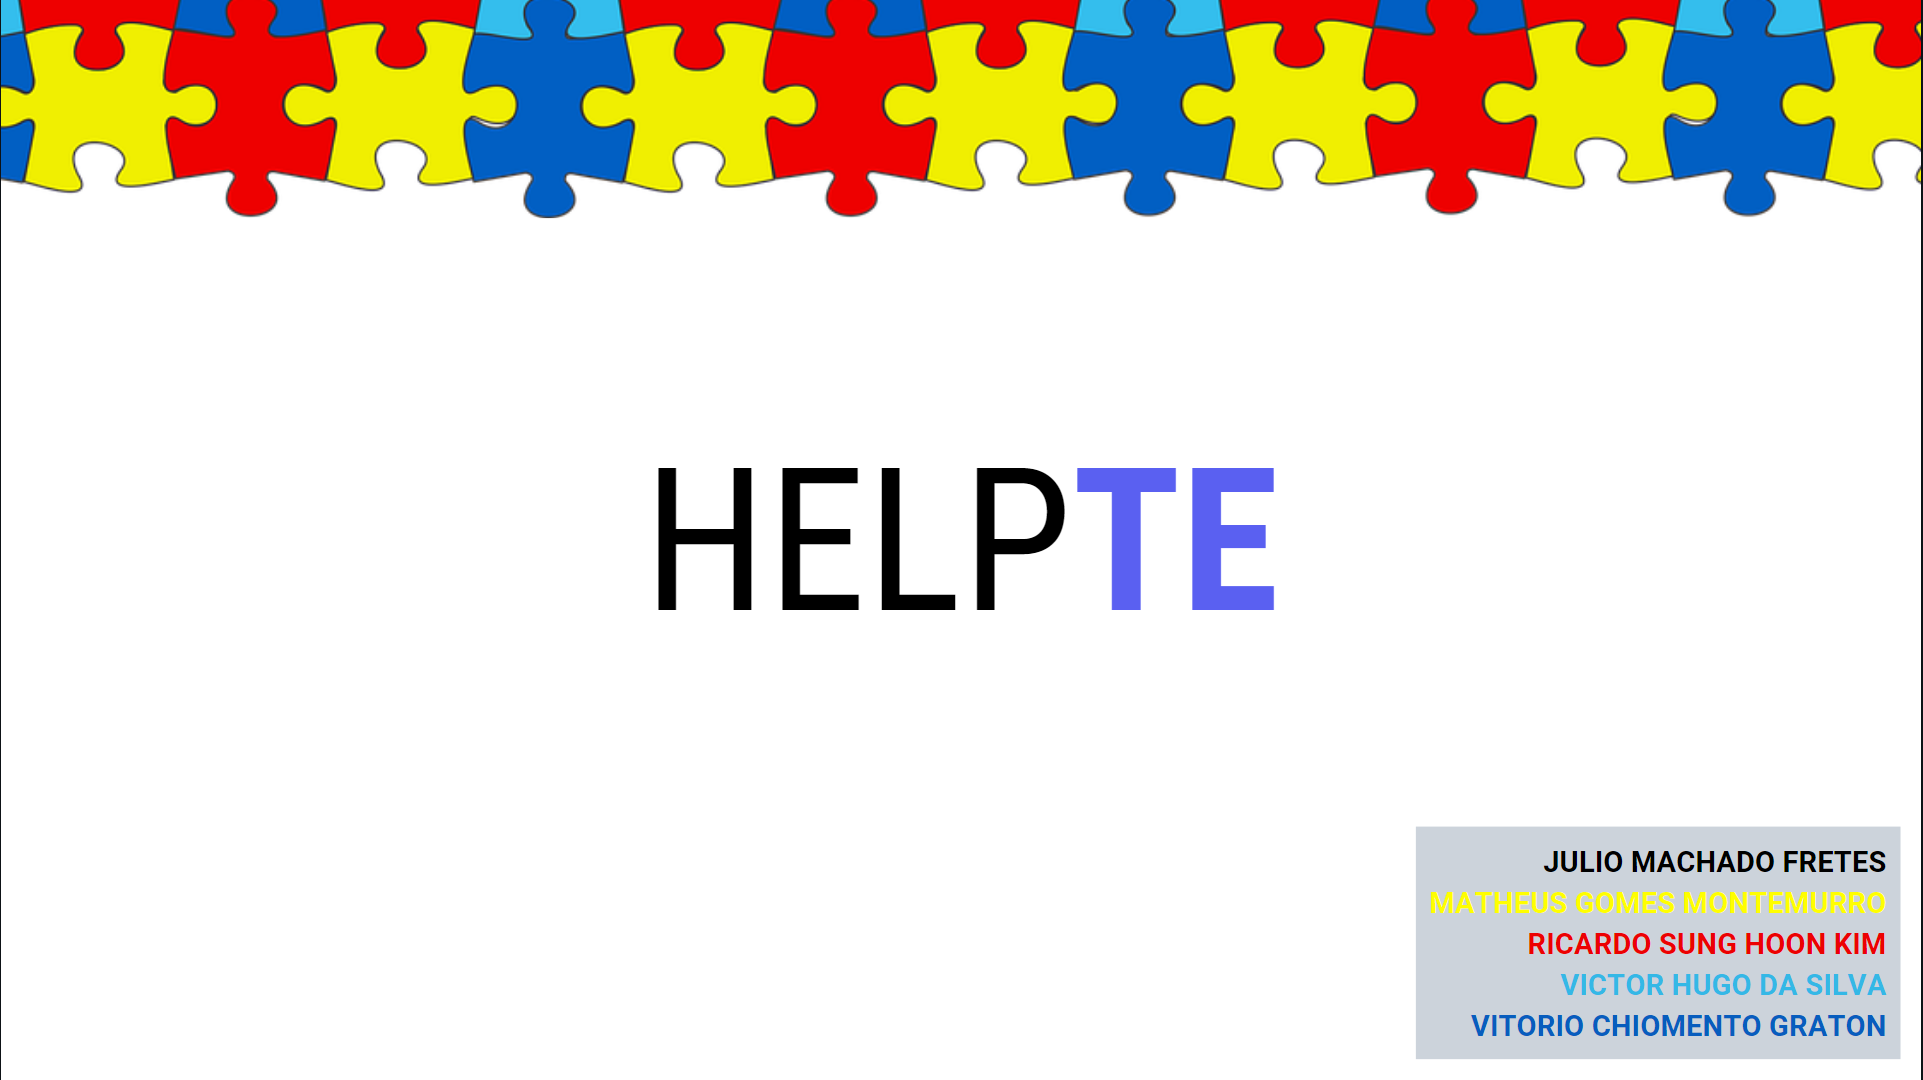 HELPTE
JULIO MACHADO FRETES
MATHEUS GOMES MONTEMURRO
RICARDO SUNG HOON KIM
VICTOR HUGO DA SILVA
VITORIO CHIOMENTO GRATON